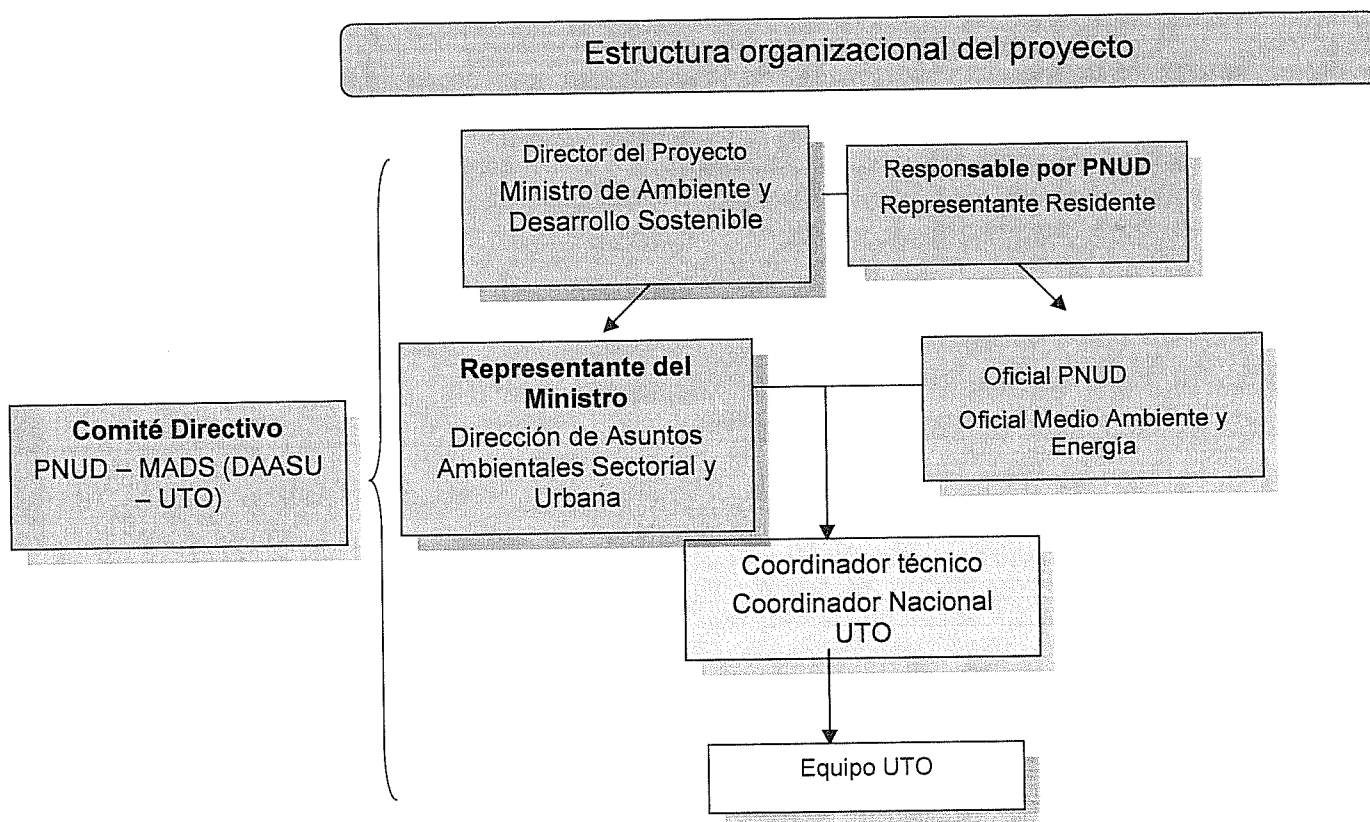 Estructura organizacional del proyecto
Director del Proyecto
Ministro de Ambiente y
Desarrollo Sostenible
Responsable por PNUD
Representante Residente
Representante del
Ministro
Dirección de Asuntos
Ambientales Sectorial y
Urbana
Oficial PNUD
Oficial Medio Ambiente y
Energía
Comité Directivo
PNUD – MADS (DAASU
– UTO)
Coordinador técnico
Coordinador Nacional
UTO
Equipo UTO